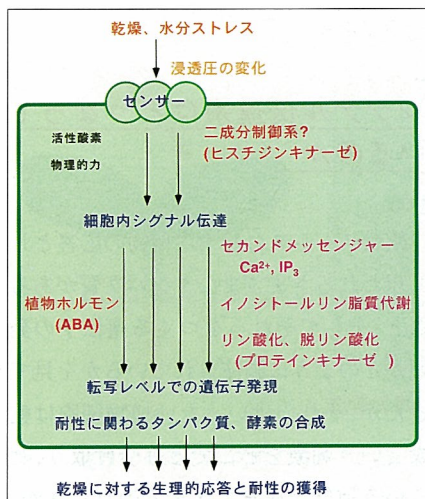 乾燥、水分ストレス
浸透圧の変化
センサー
活性酸素
物理的力
二成分制御系?
(ヒスチジンキナーゼ)
細胞内シグナル伝達
セカンドメッセンジャー
Ca²⁺, IP₃
植物ホルモン
(ABA)
イノシトールリン脂質代謝
リン酸化、脱リン酸化
(プロテインキナーゼ )
転写レベルでの遺伝子発現
耐性に関わるタンパク質、酵素の合成
乾燥に対する生理的応答と耐性の獲得